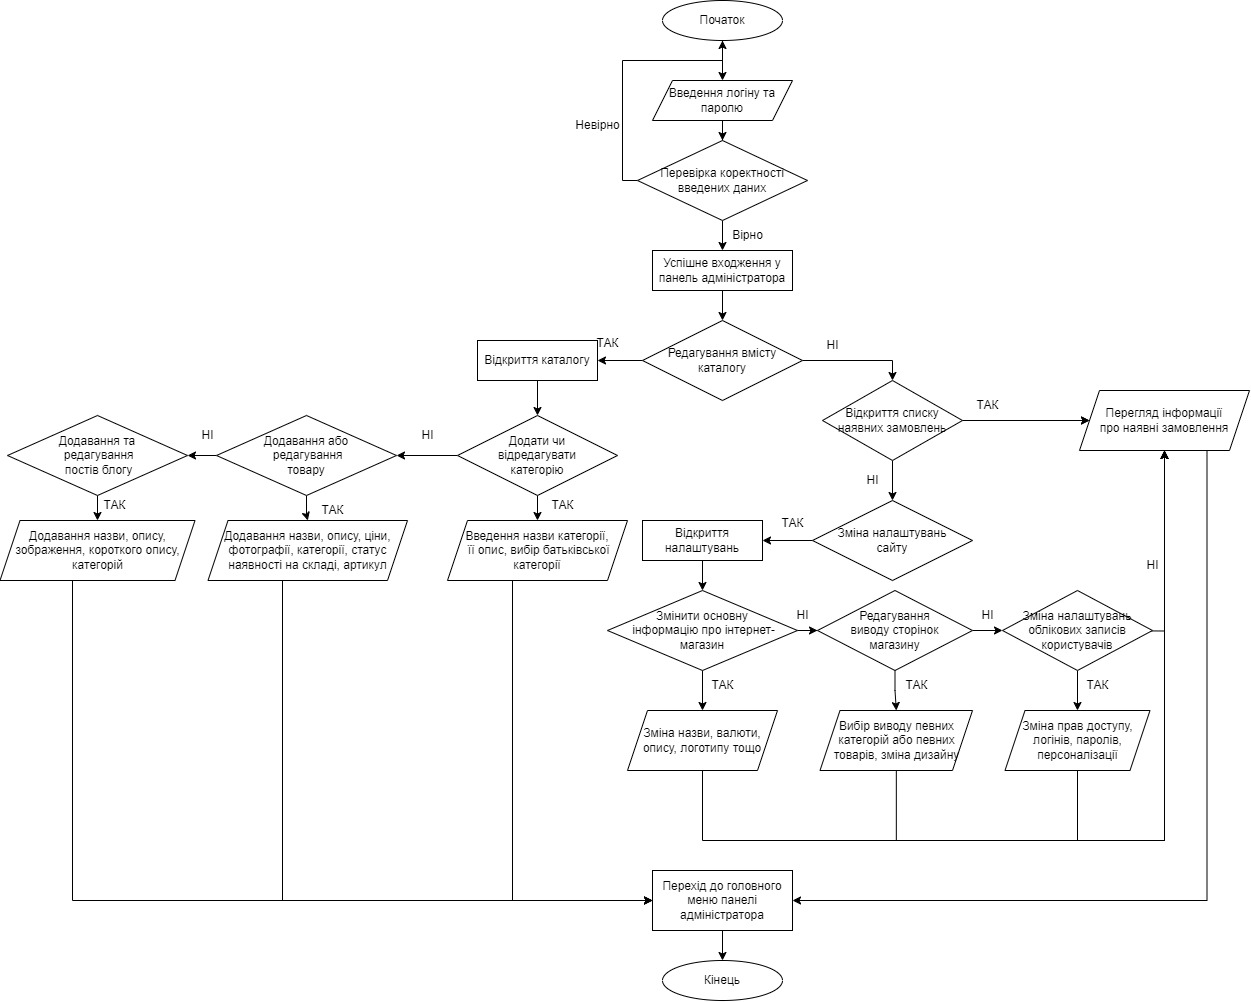 Початок
Введення логіну та
паролю
Невірно
Перевірка коректності
введених даних
Вірно
Успішне входження у
панель адміністратора
Редагування вмісту
каталогу
ТАК
НІ
Відкриття каталогу
Відкриття списку
наявних замовлень
ТАК
Перегляд інформації
про наявні замовлення
Додавання та
редагування
постів блогу
НІ
Додавання або
редагування
товару
НІ
Додати чи
відредагувати
категорію
НІ
ТАК
ТАК
ТАК
Додавання назви, опису,
зображення, короткого опису,
категорій
Додавання назви, опису, ціни,
фотографії, категорії, статус
наявності на складі, артикул
Введення назви категорії,
її опис, вибір батьківської
категорії
Відкриття
налаштувань
ТАК
Зміна налаштувань
сайту
НІ
Змінити основну
інформацію про інтернет-
магазин
НІ
Редагування
виводу сторінок
магазину
НІ
Зміна налаштувань
облікових записів
користувачів
ТАК
ТАК
ТАК
Зміна назви, валюти,
опису, логотипу тощо
Вибір виводу певних
категорій або певних
товарів, зміна дизайну
Зміна прав доступу,
логінів, паролів,
персоналізації
Перехід до головного
меню панелі
адміністратора
Кінець